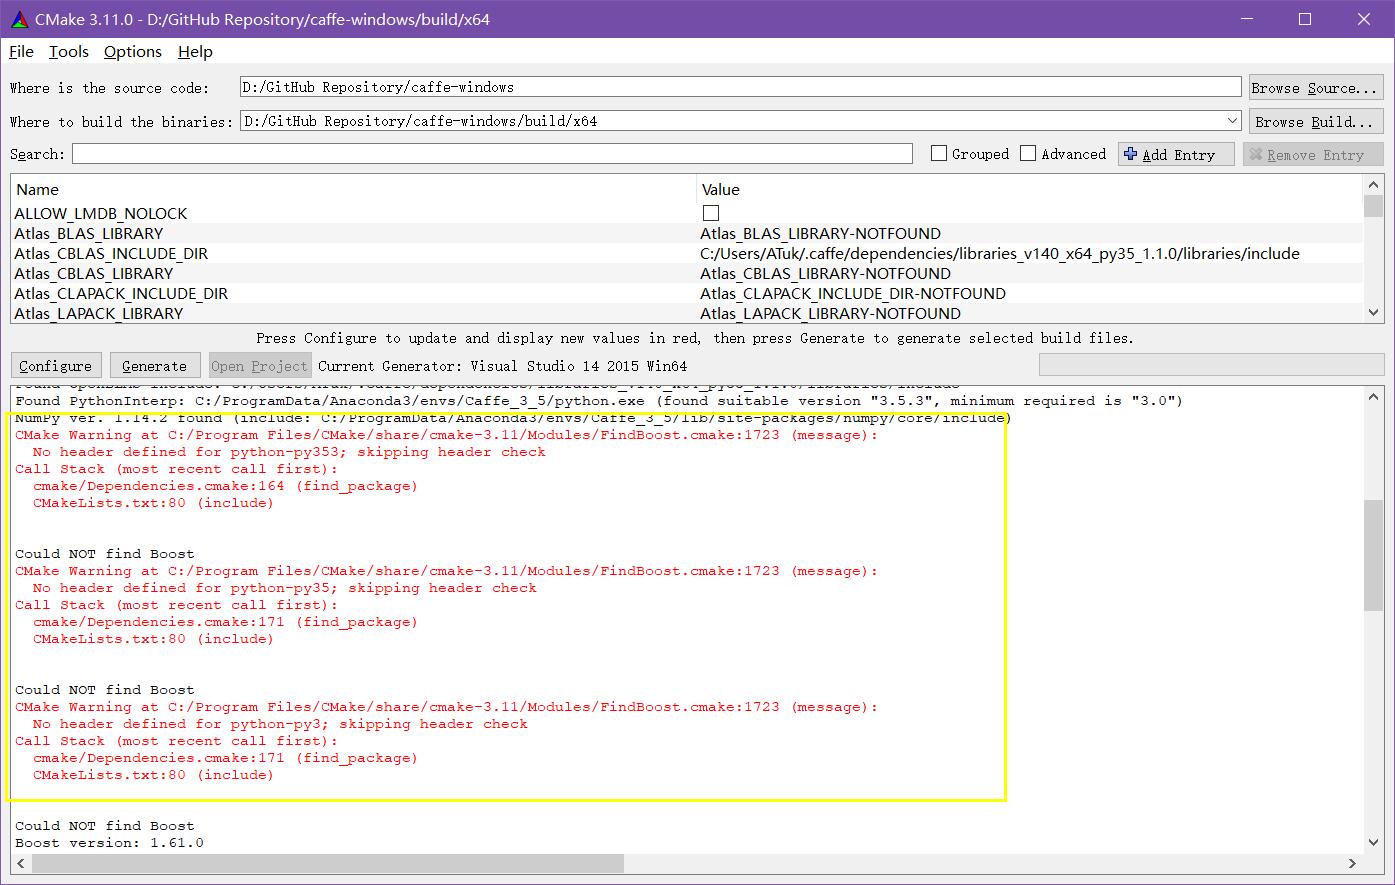 CMake 3.11.0 - D:/GitHub Repository/caffe-windows/build/x64
File Tools Options Help
Where is the source code: D:/GitHub Repository/caffe-windows Browse Source...
Where to build the binaries: D:/GitHub Repository/caffe-windows/build/x64 Browse Build...
Search: Grouped Advanced Add Entry Remove Entry
Name Value
ALLOW_LMDB_NOLOCK
Atlas_BLAS_LIBRARY Atlas_BLAS_LIBRARY-NOTFOUND
Atlas_CBLAS_INCLUDE_DIR C:/Users/ATuk/.caffe/dependencies/libraries_v140_x64_py35_1.1.0/libraries/include
Atlas_CBLAS_LIBRARY Atlas_CBLAS_LIBRARY-NOTFOUND
Atlas_CLAPACK_INCLUDE_DIR Atlas_CLAPACK_INCLUDE_DIR-NOTFOUND
Atlas_LAPACK_LIBRARY Atlas_LAPACK_LIBRARY-NOTFOUND
Press Configure to update and display new values in red, then press Generate to generate selected build files.
Configure Generate Open Project Current Generator: Visual Studio 14 2015 Win64
Found OpenBLAS include: C:/Users/ATuk/.caffe/dependencies/libraries_v140_x64_py35_1.1.0/libraries/include
Found PythonInterp: C:/ProgramData/Anaconda3/envs/Caffe_3_5/python.exe (found suitable version "3.5.3", minimum required is "3.0")
NumPy ver. 1.14.2 found (include: C:/ProgramData/Anaconda3/envs/Caffe_3_5/lib/site-packages/numpy/core/include)
CMake Warning at C:/Program Files/CMake/share/cmake-3.11/Modules/FindBoost.cmake:1723 (message):
No header defined for python-py353; skipping header check
Call Stack (most recent call first):
cmake/Dependencies.cmake:164 (find_package)
CMakeLists.txt:80 (include)
Could NOT find Boost
CMake Warning at C:/Program Files/CMake/share/cmake-3.11/Modules/FindBoost.cmake:1723 (message):
No header defined for python-py35; skipping header check
Call Stack (most recent call first):
cmake/Dependencies.cmake:171 (find_package)
CMakeLists.txt:80 (include)
Could NOT find Boost
CMake Warning at C:/Program Files/CMake/share/cmake-3.11/Modules/FindBoost.cmake:1723 (message):
No header defined for python-py3; skipping header check
Call Stack (most recent call first):
cmake/Dependencies.cmake:171 (find_package)
CMakeLists.txt:80 (include)
Could NOT find Boost
Boost version: 1.61.0